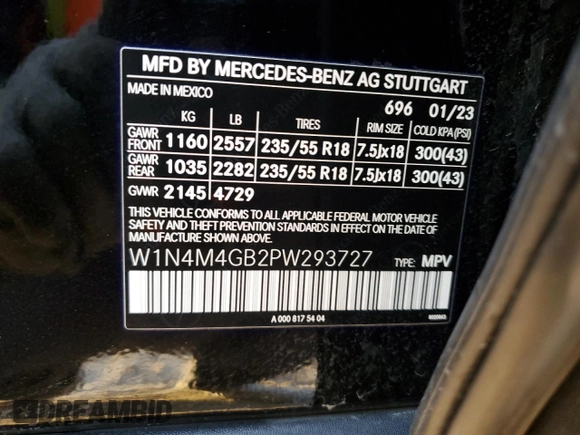 MFD BY MERCEDES-BENZ AG STUTTGART
MADE IN MEXICO 696 01/23
KG LB TIRES RIM SIZE COLD KPA(PSI)
GAWR FRONT 1160 2557 235/55 R18 7.5Jx18 300(43)
GAWR REAR 1035 2282 235/55 R18 7.5Jx18 300(43)
GVWR 2145 4729
THIS VEHICLE CONFORMS TO ALL APPLICABLE FEDERAL MOTOR VEHICLE
SAFETY AND THEFT PREVENTION STANDARDS IN EFFECT ON THE DATE OF
MANUFACTURE SHOWN ABOVE.
W1N4M4GB2PW293727 TYPE: MPV
A 000 817 54 04
DREAMBID